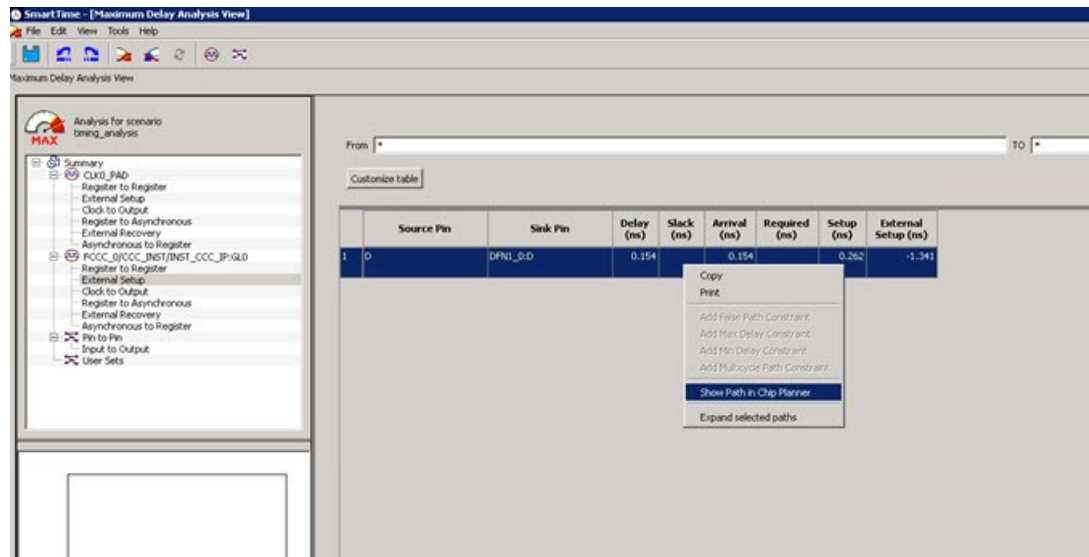 SmartTime - [Maximum Delay Analysis View]
File Edit View Tools Help
Maximum Delay Analysis View
Analysis for scenario
timing_analysis
MAX
Summary
CLK0_PAD
Register to Register
External Setup
Clock to Output
Register to Asynchronous
External Recovery
Asynchronous to Register
FCCC_0/CCC_INST/INST_CCC_IP:GL0
Register to Register
External Setup
Clock to Output
Register to Asynchronous
External Recovery
Asynchronous to Register
Pin to Pin
Input to Output
User Sets
From * TO *
Customize table
Source Pin Sink Pin Delay (ns) Slack (ns) Arrival (ns) Required (ns) Setup (ns) External Setup (ns)
1 D DFN1_0:D 0.154 0.154 0.262 -1.341
Copy
Print
Add False Path Constraint
Add Max Delay Constraint
Add Min Delay Constraint
Add Multicycle Path Constraint
Show Path in Chip Planner
Expand selected paths